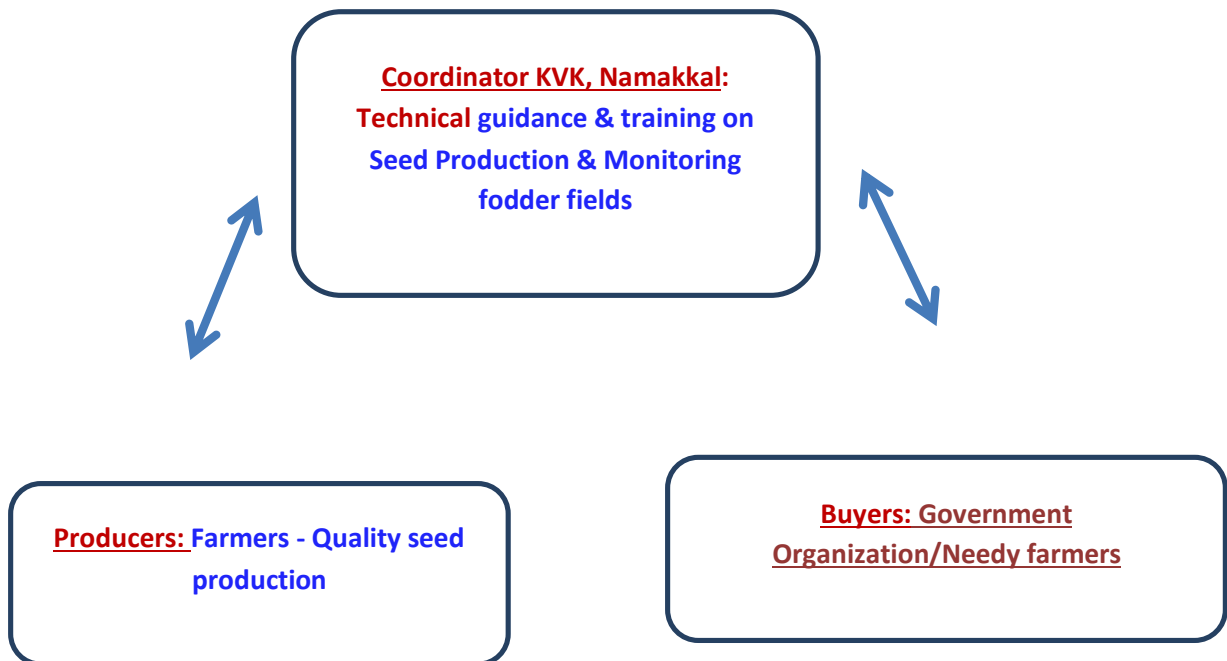 Coordinator KVK, Namakkal:
Technical guidance & training on
Seed Production & Monitoring
fodder fields
Producers: Farmers - Quality seed
production
Buyers: Government
Organization/Needy farmers